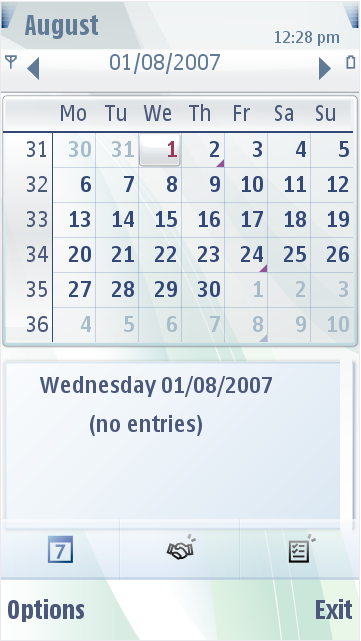 August
12:28 pm
01/08/2007
Mo Tu We Th Fr Sa Su
31 30 31 1 2 3 4 5
32 6 7 8 9 10 11 12
33 13 14 15 16 17 18 19
34 20 21 22 23 24 25 26
35 27 28 29 30 1 2 3
36 4 5 6 7 8 9 10
Wednesday 01/08/2007
(no entries)
7
Options Exit